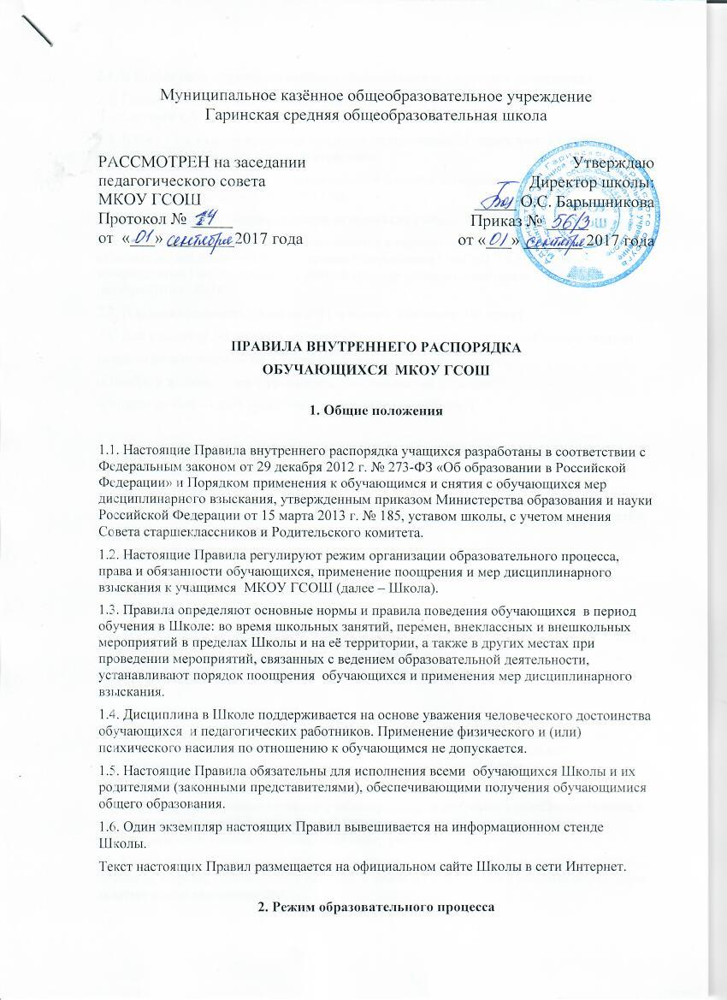 Муниципальное казённое общеобразовательное учреждение
Гаринская средняя общеобразовательная школа
РАССМОТРЕН на заседании
педагогического совета
МКОУ ГСОШ
Протокол №
от «01» сентября 2017 года
Утверждаю
Директор школы:
О.С. Барышникова
Приказ № 56/3
от «01» сентября 2017 года
ПРАВИЛА ВНУТРЕННЕГО РАСПОРЯДКА
ОБУЧАЮЩИХСЯ МКОУ ГСОШ
1. Общие положения
1.1. Настоящие Правила внутреннего распорядка учащихся разработаны в соответствии с
Федеральным законом от 29 декабря 2012 г. № 273-ФЗ «Об образовании в Российской
Федерации» и Порядком применения к обучающимся и снятия с обучающихся мер
дисциплинарного взыскания, утвержденным приказом Министерства образования и науки
Российской Федерации от 15 марта 2013 г. № 185, уставом школы, с учетом мнения
Совета старшеклассников и Родительского комитета.
1.2. Настоящие Правила регулируют режим организации образовательного процесса,
права и обязанности обучающихся, применение поощрения и мер дисциплинарного
взыскания к учащимся МКОУ ГСОШ (далее – Школа).
1.3. Правила определяют основные нормы и правила поведения обучающихся в период
обучения в Школе: во время школьных занятий, перемен, внеклассных и внешкольных
мероприятий в пределах Школы и на её территории, а также в других местах при
проведении мероприятий, связанных с ведением образовательной деятельности,
устанавливают порядок поощрения обучающихся и применения мер дисциплинарного
взыскания.
1.4. Дисциплина в Школе поддерживается на основе уважения человеческого достоинства
обучающихся и педагогических работников. Применение физического и (или)
психического насилия по отношению к обучающимся не допускается.
1.5. Настоящие Правила обязательны для исполнения всеми обучающихся Школы и их
родителями (законными представителями), обеспечивающими получения обучающимися
общего образования.
1.6. Один экземпляр настоящих Правил вывешивается на информационном стенде
Школы.
Текст настоящих Правил размещается на официальном сайте Школы в сети Интернет.
2. Режим образовательного процесса